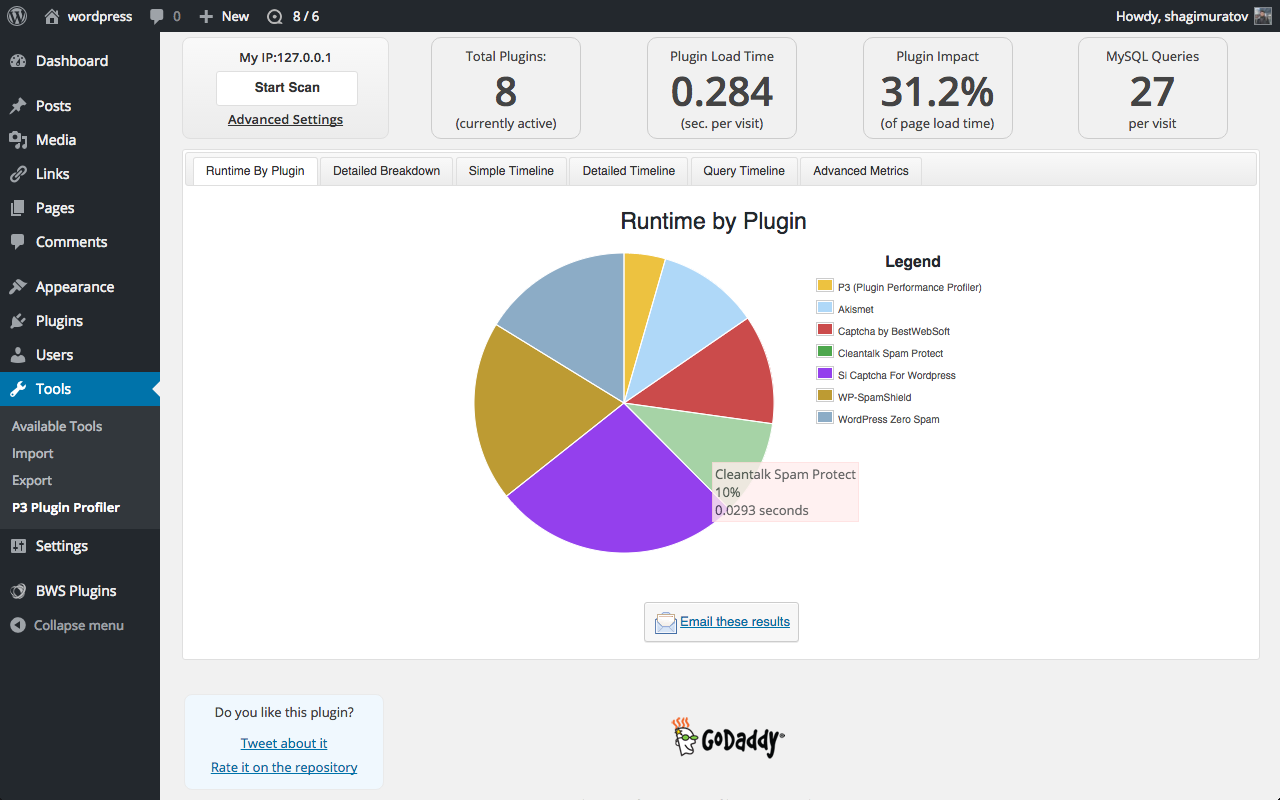 wordpress
0
New
8 / 6
Howdy, shagimuratov
Dashboard
Posts
Media
Links
Pages
Comments
Appearance
Plugins
Users
Tools
Available Tools
Import
Export
P3 Plugin Profiler
Settings
BWS Plugins
Collapse menu
My IP:127.0.0.1
Start Scan
Advanced Settings
Total Plugins:
8
(currently active)
Plugin Load Time
0.284
(sec. per visit)
Plugin Impact
31.2%
(of page load time)
MySQL Queries
27
per visit
Runtime By Plugin
Detailed Breakdown
Simple Timeline
Detailed Timeline
Query Timeline
Advanced Metrics
Runtime by Plugin
Legend
P3 (Plugin Performance Profiler)
Akismet
Captcha by BestWebSoft
Cleantalk Spam Protect
Si Captcha For Wordpress
WP-SpamShield
WordPress Zero Spam
Cleantalk Spam Protect
10%
0.0293 seconds
Email these results
Do you like this plugin?
Tweet about it
Rate it on the repository
GoDaddy